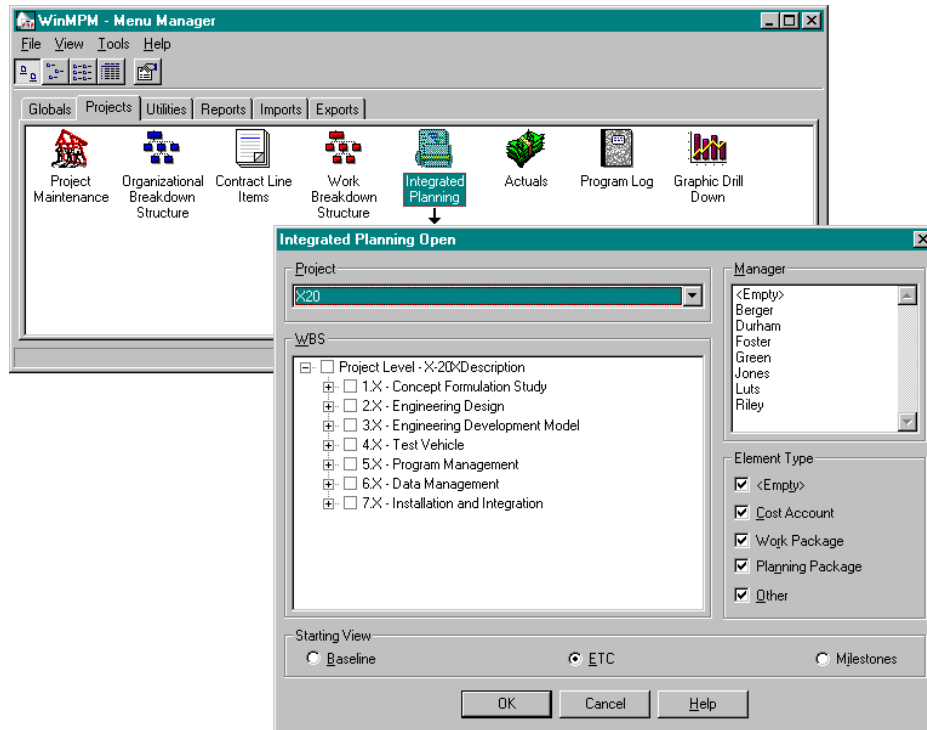 WinMPM - Menu Manager
File View Tools Help
Globals Projects Utilities Reports Imports Exports
Project Maintenance
Organizational Breakdown Structure
Contract Line Items
Work Breakdown Structure
Integrated Planning
Actuals
Program Log
Graphic Drill Down
Integrated Planning Open
Project
X20
Manager
<Empty>
Berger
Durham
Foster
Green
Jones
Luts
Riley
WBS
Project Level - X-20XDescription
1.X - Concept Formulation Study
2.X - Engineering Design
3.X - Engineering Development Model
4.X - Test Vehicle
5.X - Program Management
6.X - Data Management
7.X - Installation and Integration
Element Type
<Empty>
Cost Account
Work Package
Planning Package
Other
Starting View
Baseline ETC Milestones
OK Cancel Help